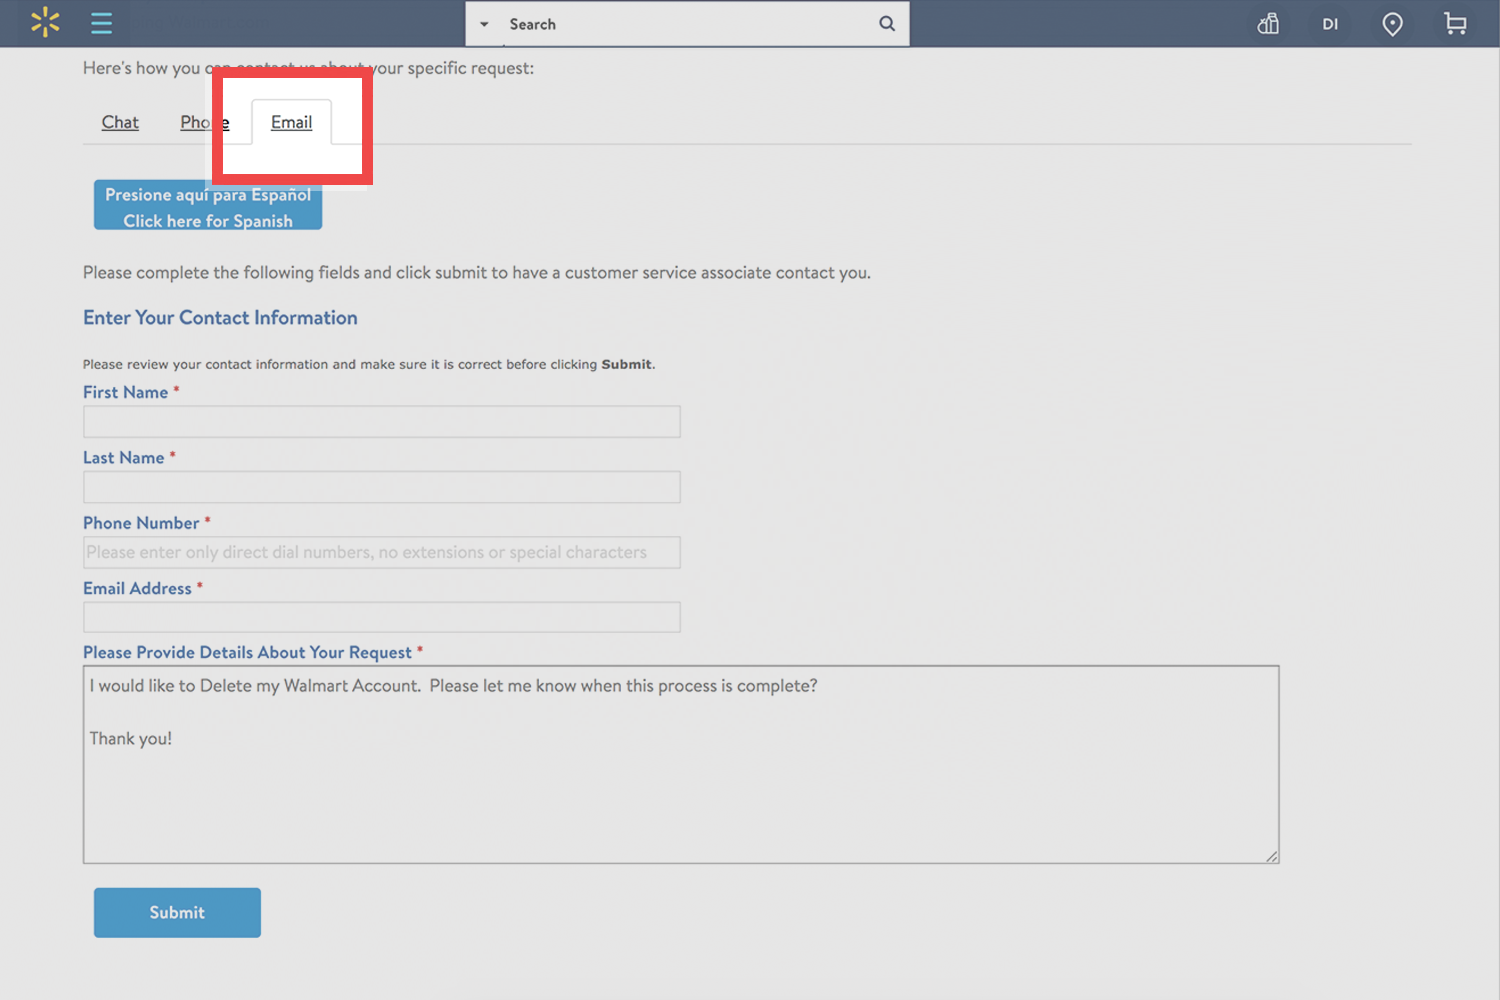 Search
DI
Here's how you can contact us about your specific request:
Chat Phone Email
Presione aquí para Español
Click here for Spanish
Please complete the following fields and click submit to have a customer service associate contact you.
Enter Your Contact Information
Please review your contact information and make sure it is correct before clicking Submit.
First Name *
Last Name *
Phone Number *
Please enter only direct dial numbers, no extensions or special characters
Email Address *
Please Provide Details About Your Request *
I would like to Delete my Walmart Account.  Please let me know when this process is complete?
Thank you!
Submit